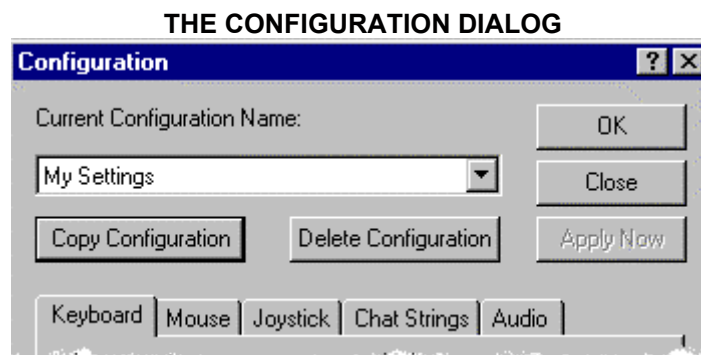 THE CONFIGURATION DIALOG
Configuration
Current Configuration Name:
OK
My Settings
Close
Copy Configuration
Delete Configuration
Apply Now
Keyboard
Mouse
Joystick
Chat Strings
Audio